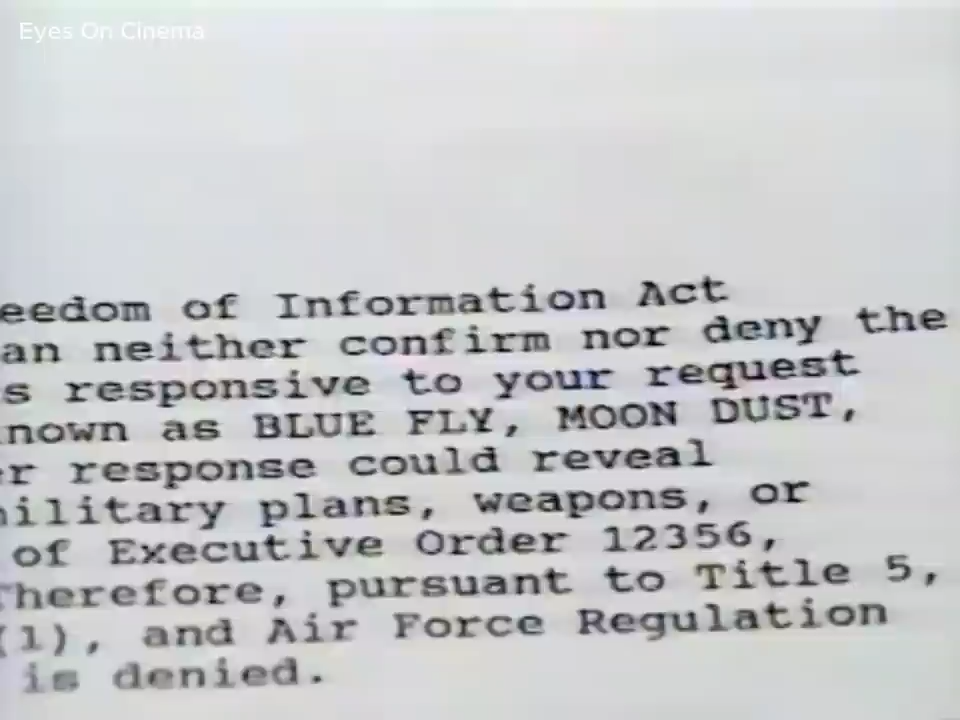 Eyes On Cinema
eedom of Information Act
an neither confirm nor deny the
s responsive to your request
nown as BLUE FLY, MOON DUST,
r response could reveal
ilitary plans, weapons, or
of Executive Order 12356,
Therefore, pursuant to Title 5,
(1), and Air Force Regulation
is denied.